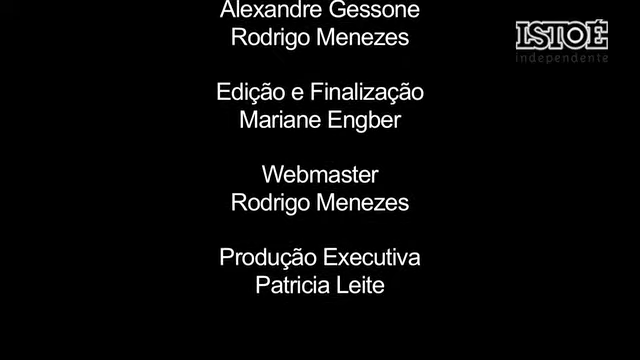 Alexandre Gessone
Rodrigo Menezes
ISTOÉ
independente
Edição e Finalização
Mariane Engber
Webmaster
Rodrigo Menezes
Produção Executiva
Patricia Leite